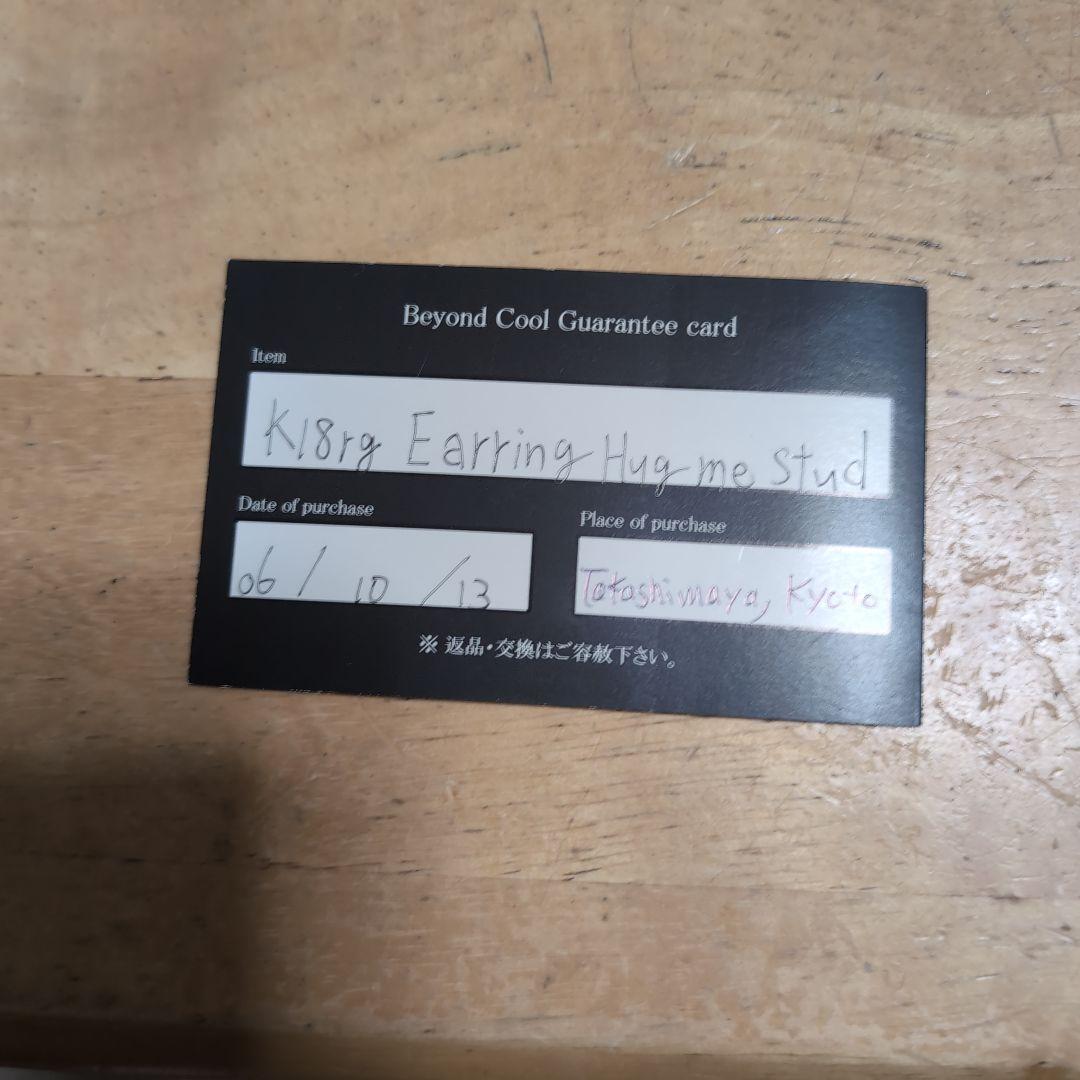 Beyond Cool Guarantee card
Item
K18rg Earring Hug me Stud
Date of purchase
Place of purchase
06/10/13
Tatashimaya, Kyoto
※ 返品・交換はご容赦下さい。